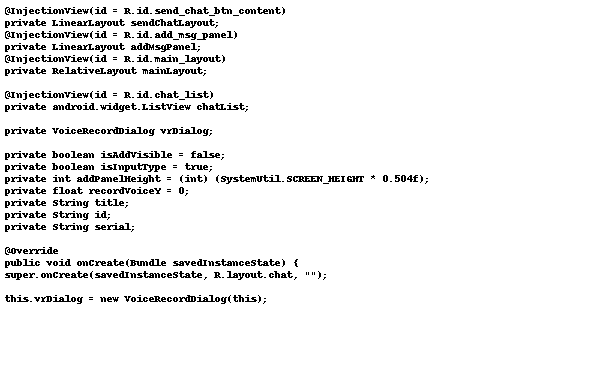 @InjectionView(id = R.id.send_chat_btn_content)
private LinearLayout sendChatLayout;
@InjectionView(id = R.id.add_msg_panel)
private LinearLayout addMsgPanel;
@InjectionView(id = R.id.main_layout)
private RelativeLayout mainLayout;
@InjectionView(id = R.id.chat_list)
private android.widget.ListView chatList;
private VoiceRecordDialog vrDialog;
private boolean isAddVisible = false;
private boolean isInputType = true;
private int addPanelHeight = (int) (SystemUtil.SCREEN_HEIGHT * 0.504f);
private float recordVoiceY = 0;
private String title;
private String id;
private String serial;
@Override
public void onCreate(Bundle savedInstanceState) {
super.onCreate(savedInstanceState, R.layout.chat, "");
this.vrDialog = new VoiceRecordDialog(this);